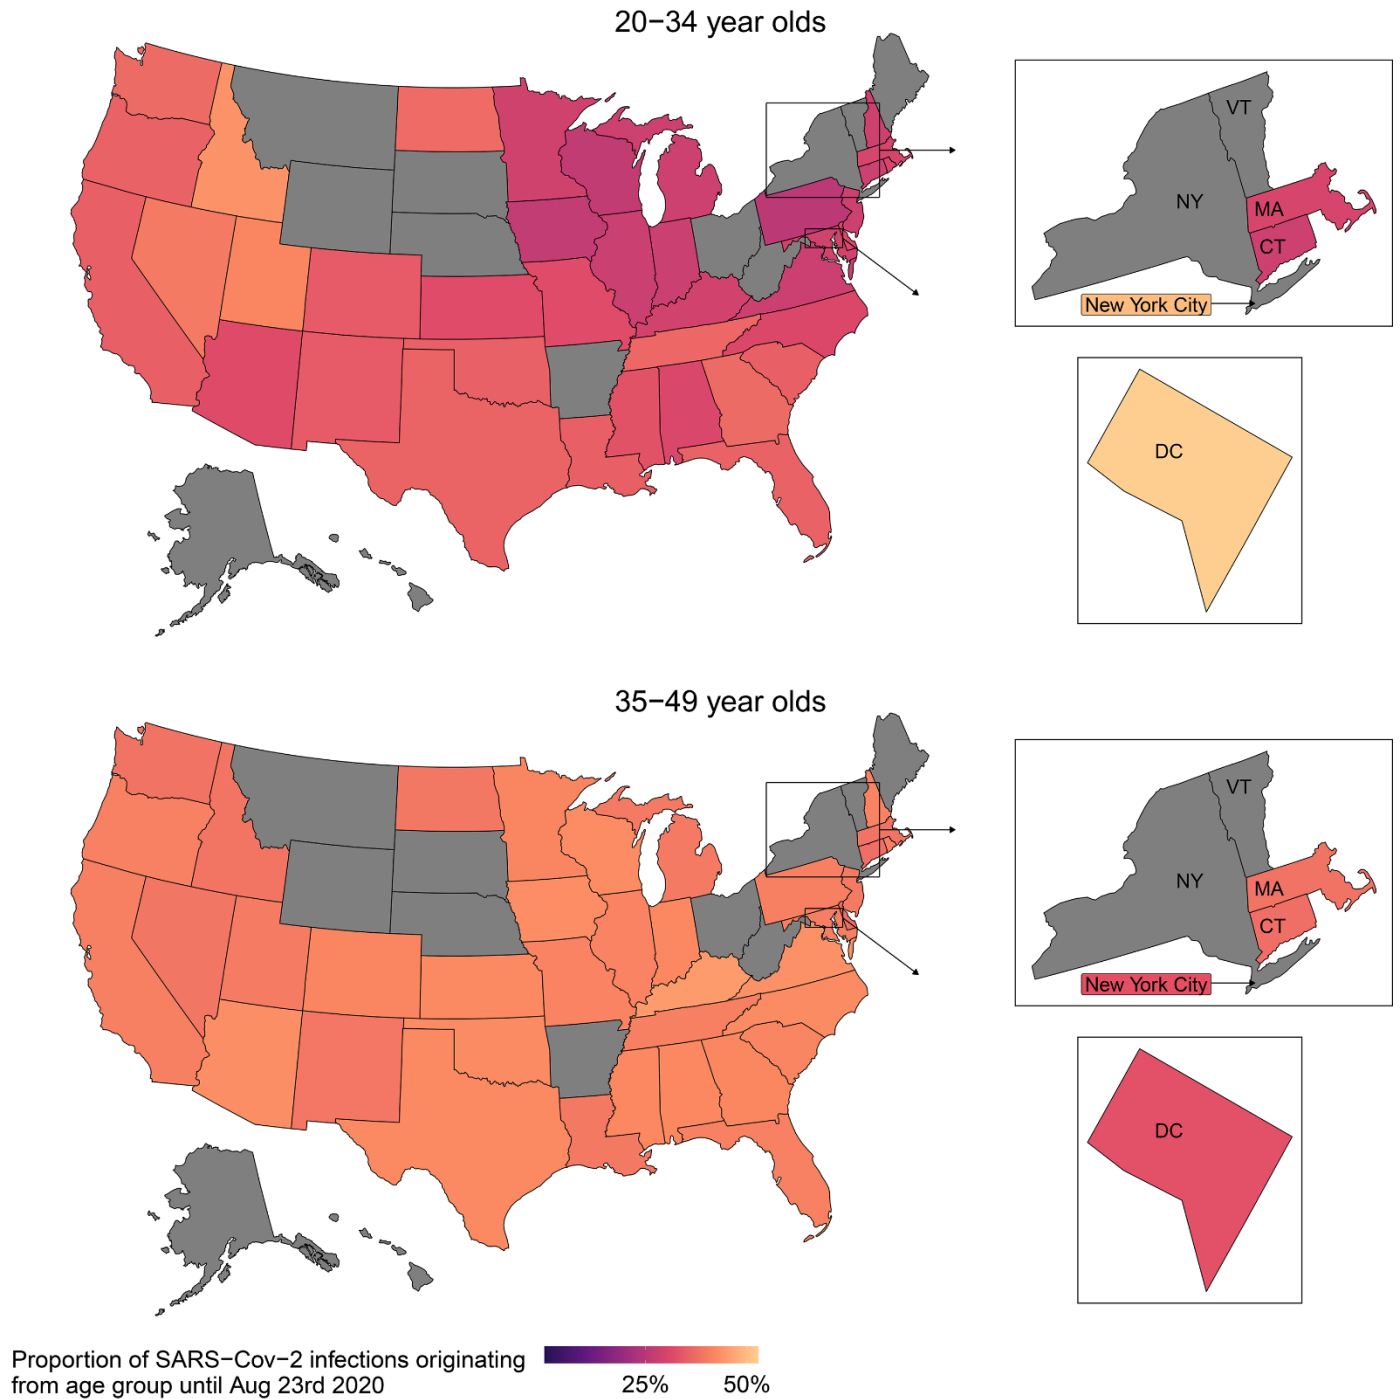 20−34 year olds
VT
NY
MA
CT
New York City
DC
35−49 year olds
VT
NY
MA
CT
New York City
DC
Proportion of SARS−Cov−2 infections originating
from age group until Aug 23rd 2020
25%
50%